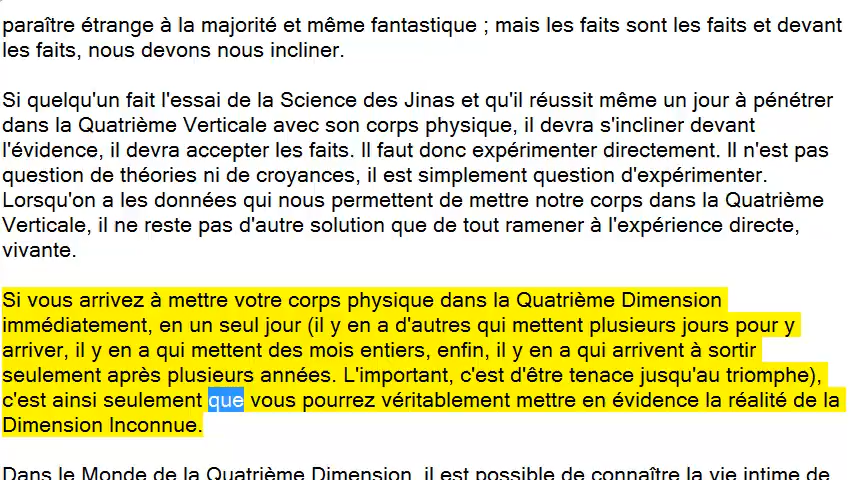 paraître étrange à la majorité et même fantastique ; mais les faits sont les faits et devant
les faits, nous devons nous incliner.
Si quelqu'un fait l'essai de la Science des Jinas et qu'il réussit même un jour à pénétrer
dans la Quatrième Verticale avec son corps physique, il devra s'incliner devant
l'évidence, il devra accepter les faits. Il faut donc expérimenter directement. Il n'est pas
question de théories ni de croyances, il est simplement question d'expérimenter.
Lorsqu'on a les données qui nous permettent de mettre notre corps dans la Quatrième
Verticale, il ne reste pas d'autre solution que de tout ramener à l'expérience directe,
vivante.
Si vous arrivez à mettre votre corps physique dans la Quatrième Dimension
immédiatement, en un seul jour (il y en a d'autres qui mettent plusieurs jours pour y
arriver, il y en a qui mettent des mois entiers, enfin, il y en a qui arrivent à sortir
seulement après plusieurs années. L'important, c'est d'être tenace jusqu'au triomphe),
c'est ainsi seulement que vous pourrez véritablement mettre en évidence la réalité de la
Dimension Inconnue.
Dans le Monde de la Quatrième Dimension, il est possible de connaître la vie intime de